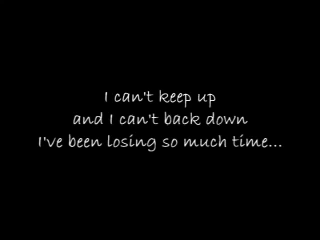 I can't keep up
and I can't back down
I've been losing so much time...